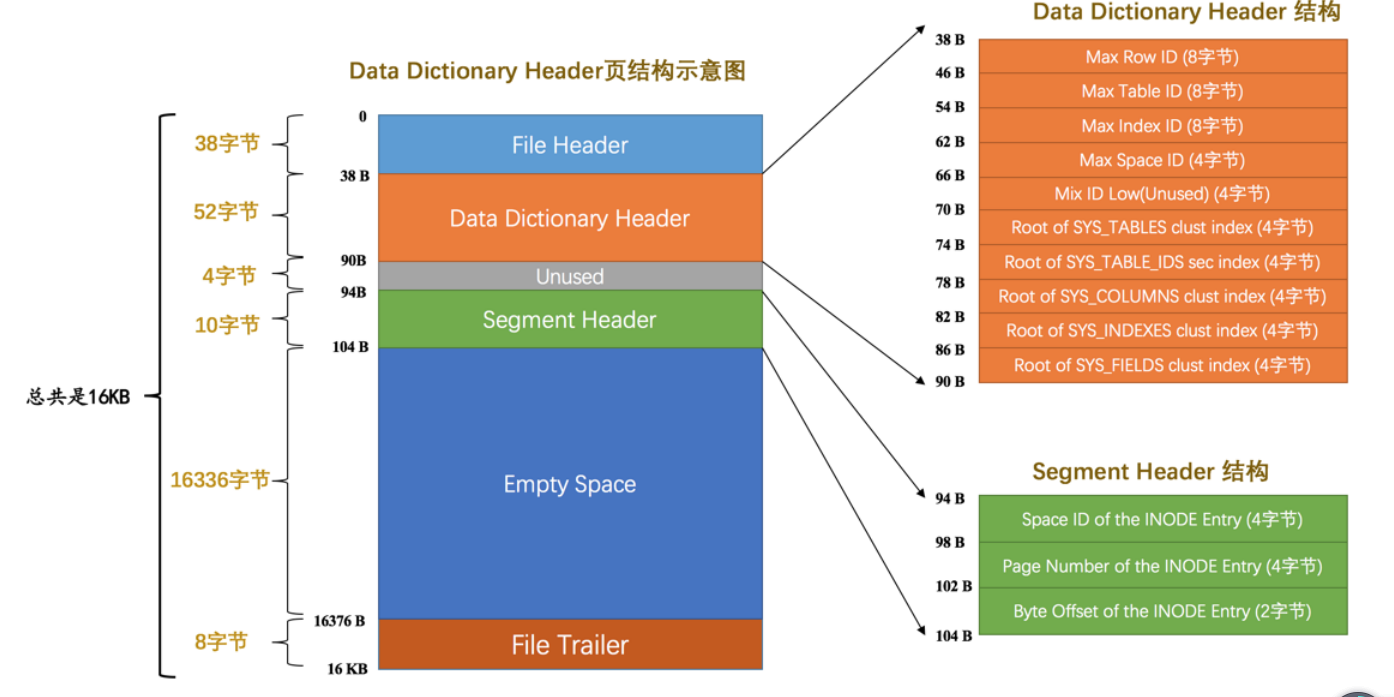 Data Dictionary Header页结构示意图
总共是16KB
38字节
52字节
4字节
10字节
16336字节
8字节
0
38 B
90B
94B
104 B
16376 B
16 KB
File Header
Data Dictionary Header
Unused
Segment Header
Empty Space
File Trailer
Data Dictionary Header 结构
38 B
Max Row ID (8字节)
46 B
Max Table ID (8字节)
54 B
Max Index ID (8字节)
62 B
Max Space ID (4字节)
66 B
Mix ID Low(Unused) (4字节)
70 B
Root of SYS_TABLES clust index (4字节)
74 B
Root of SYS_TABLE_IDS sec index (4字节)
78 B
Root of SYS_COLUMNS clust index (4字节)
82 B
Root of SYS_INDEXES clust index (4字节)
86 B
Root of SYS_FIELDS clust index (4字节)
90 B
Segment Header 结构
94 B
Space ID of the INODE Entry (4字节)
98 B
Page Number of the INODE Entry (4字节)
102 B
Byte Offset of the INODE Entry (2字节)
104 B